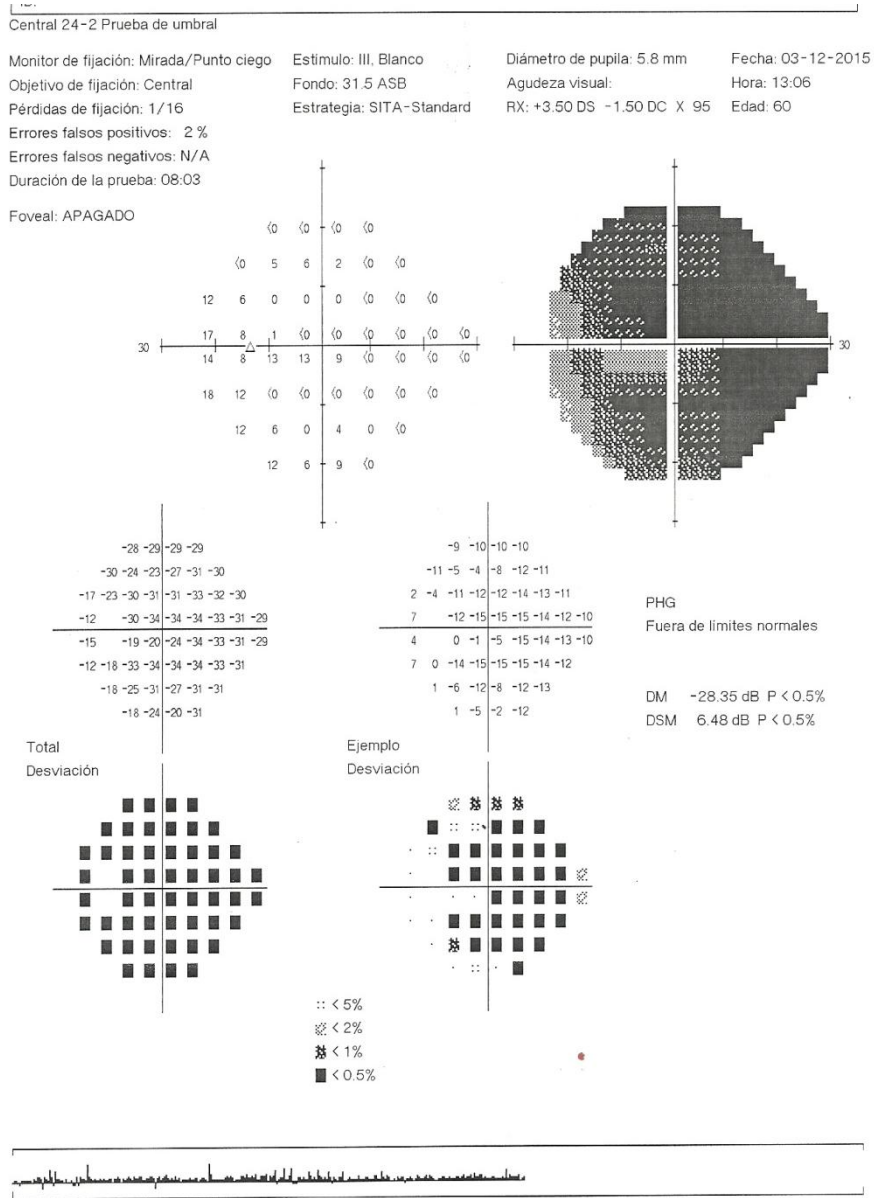 Central 24-2 Prueba de umbral
Monitor de fijación: Mirada/Punto ciego Estímulo: III, Blanco Diámetro de pupila: 5.8 mm Fecha: 03-12-2015
Objetivo de fijación: Central Fondo: 31.5 ASB Agudeza visual: Hora: 13:06
Pérdidas de fijación: 1/16 Estrategia: SITA-Standard RX: +3.50 DS -1.50 DC X 95 Edad: 60
Errores falsos positivos: 2 %
Errores falsos negativos: N/A
Duración de la prueba: 08:03
Foveal: APAGADO
<0 <0 <0 <0
<0 5 6 2 <0 <0
12 6 0 0 0 <0 <0 <0
17 8 1 <0 <0 <0 <0 <0 <0
30 30
14 8 13 13 9 <0 <0 <0 <0
18 12 <0 <0 <0 <0 <0 <0
12 6 0 4 0 <0
12 6 9 <0
-28 -29 -29 -29
-30 -24 -23 -27 -31 -30
-17 -23 -30 -31 -31 -33 -32 -30
-12 -30 -34 -34 -34 -33 -31 -29
-15 -19 -20 -24 -34 -33 -31 -29
-12 -18 -33 -34 -34 -34 -33 -31
-18 -25 -31 -27 -31 -31
-18 -24 -20 -31
Total
Desviación
-9 -10 -10 -10
-11 -5 -4 -8 -12 -11
2 -4 -11 -12 -12 -14 -13 -11
7 -12 -15 -15 -15 -14 -12 -10
4 0 -1 -5 -15 -14 -13 -10
7 0 -14 -15 -15 -15 -14 -12
1 -6 -12 -8 -12 -13
1 -5 -2 -12
Ejemplo
Desviación
PHG
Fuera de limites normales
DM -28.35 dB P < 0.5%
DSM 6.48 dB P < 0.5%
< 5%
< 2%
< 1%
< 0.5%